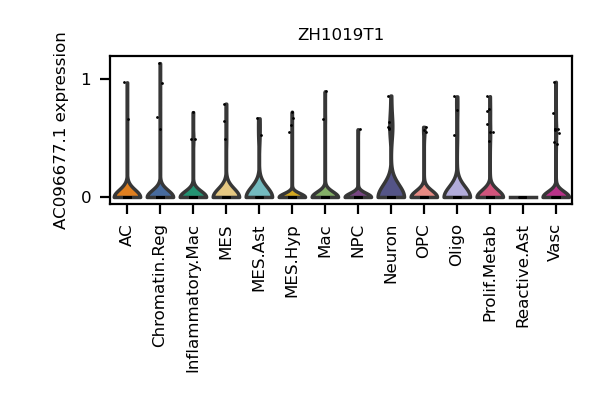 ZH1019T1
AC096677.1 expression
1
0
AC
Chromatin.Reg
Inflammatory.Mac
MES
MES.Ast
MES.Hyp
Mac
NPC
Neuron
OPC
Oligo
Prolif.Metab
Reactive.Ast
Vasc